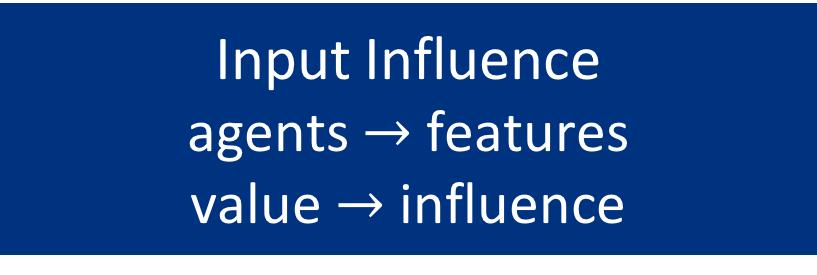 Input Influence
agents → features
value → influence